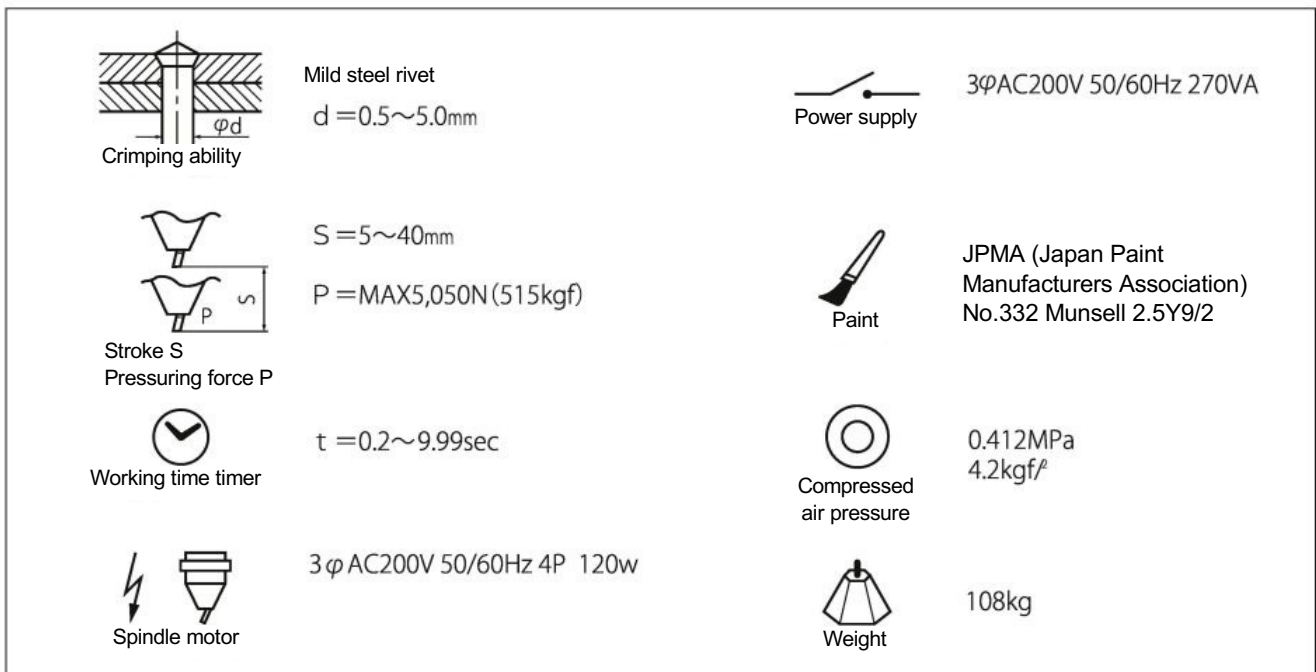 Mild steel rivet
d=0.5～5.0mm
φd
Crimping ability
S=5～40mm
P=MAX5,050N(515kgf)
S
P
Stroke S
Pressuring force P
t=0.2～9.99sec
Working time timer
3φAC200V 50/60Hz 4P 120w
Spindle motor
3φAC200V 50/60Hz 270VA
Power supply
JPMA (Japan Paint
Manufacturers Association)
No.332 Munsell 2.5Y9/2
Paint
0.412MPa
4.2kgf/²
Compressed
air pressure
108kg
Weight